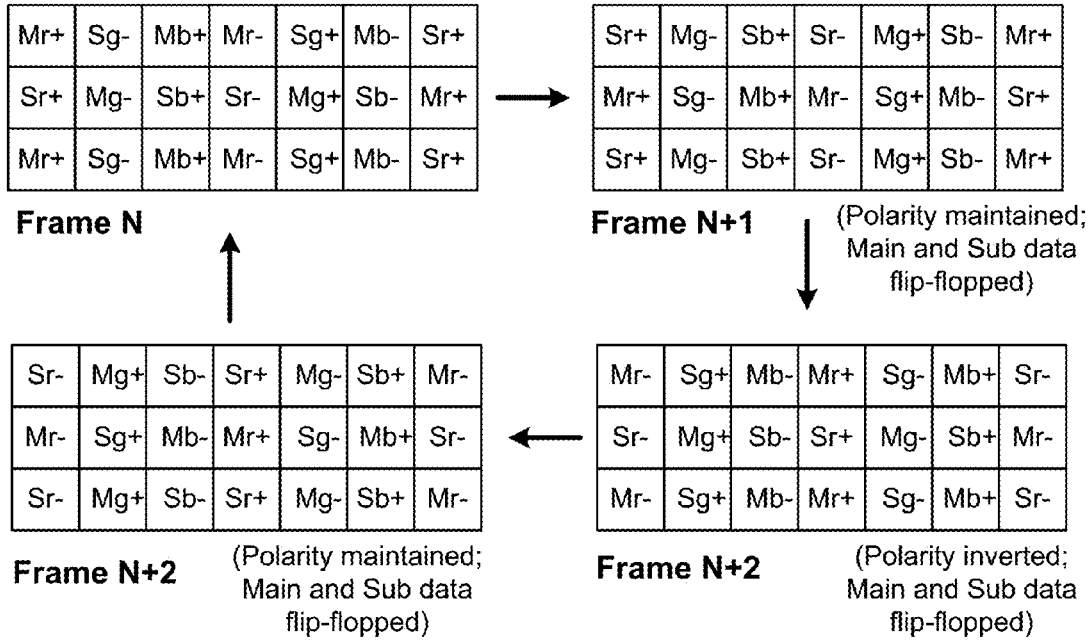 Mr+ Sg- Mb+ Mr- Sg+ Mb- Sr+
Sr+ Mg- Sb+ Sr- Mg+ Sb- Mr+
Mr+ Sg- Mb+ Mr- Sg+ Mb- Sr+
Frame N
Sr+ Mg- Sb+ Sr- Mg+ Sb- Mr+
Mr+ Sg- Mb+ Mr- Sg+ Mb- Sr+
Sr+ Mg- Sb+ Sr- Mg+ Sb- Mr+
Frame N+1
(Polarity maintained;
Main and Sub data
flip-flopped)
Sr- Mg+ Sb- Sr+ Mg- Sb+ Mr-
Mr- Sg+ Mb- Mr+ Sg- Mb+ Sr-
Sr- Mg+ Sb- Sr+ Mg- Sb+ Mr-
Frame N+2
(Polarity maintained;
Main and Sub data
flip-flopped)
Mr- Sg+ Mb- Mr+ Sg- Mb+ Sr-
Sr- Mg+ Sb- Sr+ Mg- Sb+ Mr-
Mr- Sg+ Mb- Mr+ Sg- Mb+ Sr-
Frame N+2
(Polarity inverted;
Main and Sub data
flip-flopped)